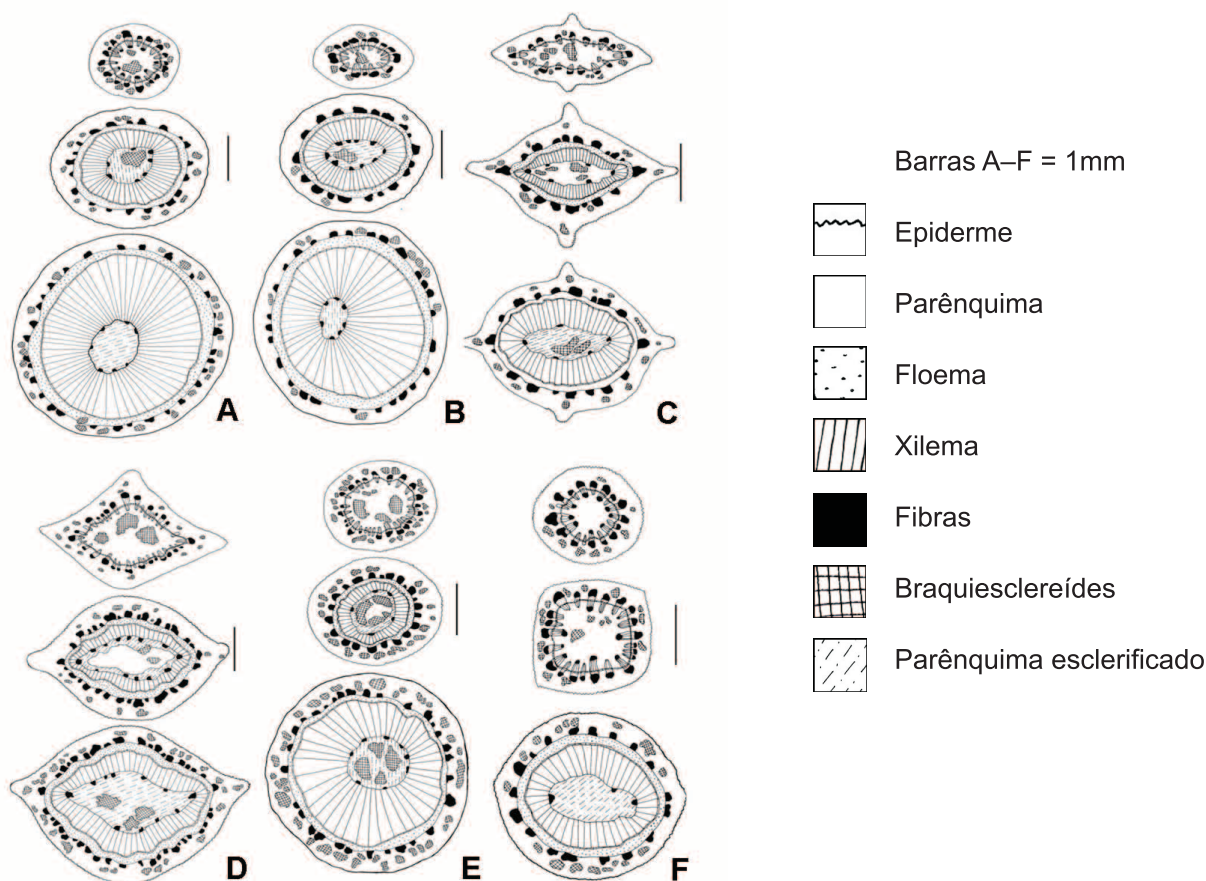 A
B
C
D
E
F
Barras A–F = 1mm
Epiderme
Parênquima
Floema
Xilema
Fibras
Braquiesclereídes
Parênquima esclerificado